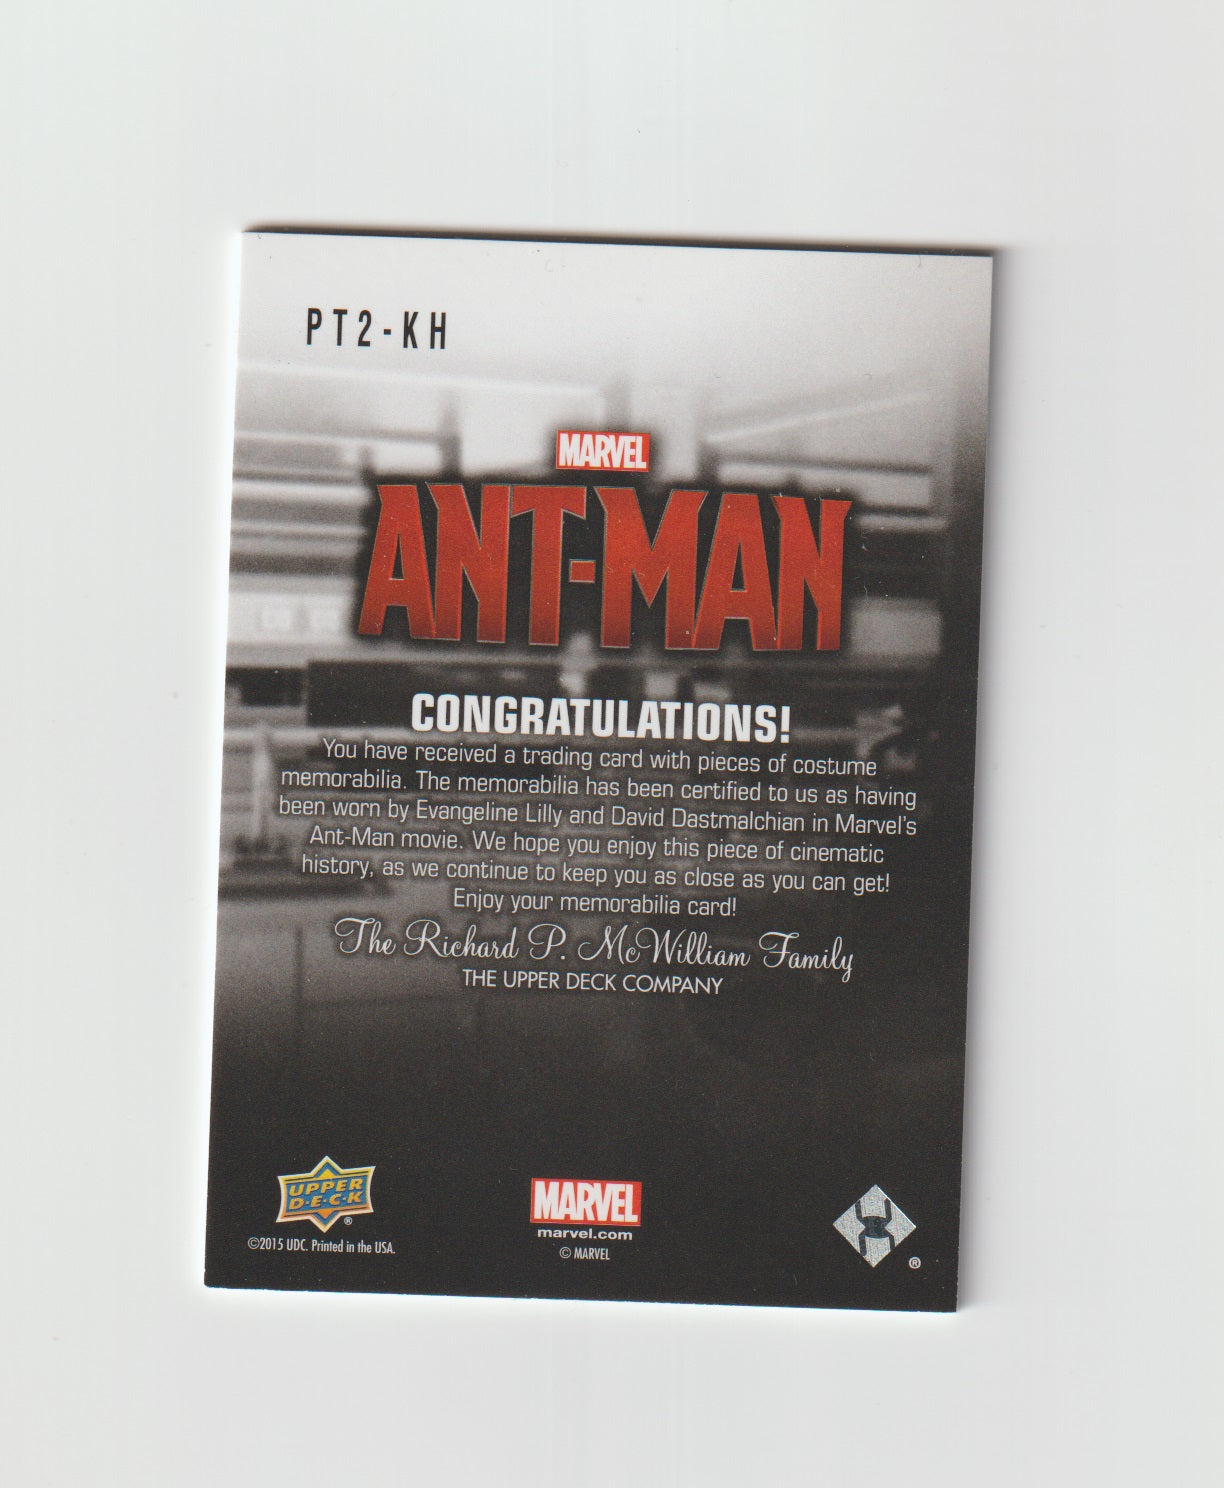 PT2-KH
MARVEL
ANT-MAN
CONGRATULATIONS!
You have received a trading card with pieces of costume
memorabilia. The memorabilia has been certified to us as having
been worn by Evangeline Lilly and David Dastmalchian in Marvel's
Ant-Man movie. We hope you enjoy this piece of cinematic
history, as we continue to keep you as close as you can get!
Enjoy your memorabilia card!
The Richard P. McWilliam Family
THE UPPER DECK COMPANY
UPPER
D·E·C·K
®
©2015 UDC. Printed in the USA.
MARVEL
marvel.com
© MARVEL
®